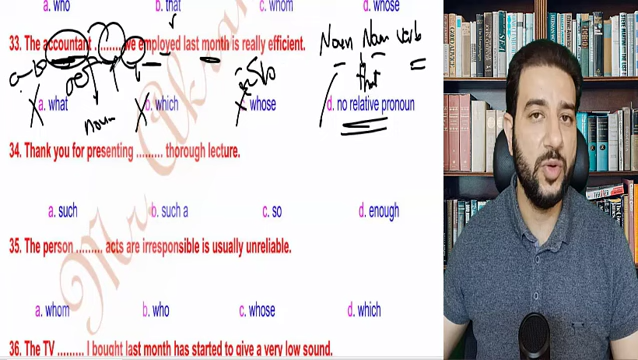 a. who b. that c. whom d. whose
33. The accountant ......... we employed last month is really efficient.
Noun Noun verb
that
a. what b. which c. whose d. no relative pronoun
noun
34. Thank you for presenting ......... thorough lecture.
a. such b. such a c. so d. enough
35. The person ......... acts are irresponsible is usually unreliable.
a. whom b. who c. whose d. which
36. The TV ......... I bought last month has started to give a very low sound.